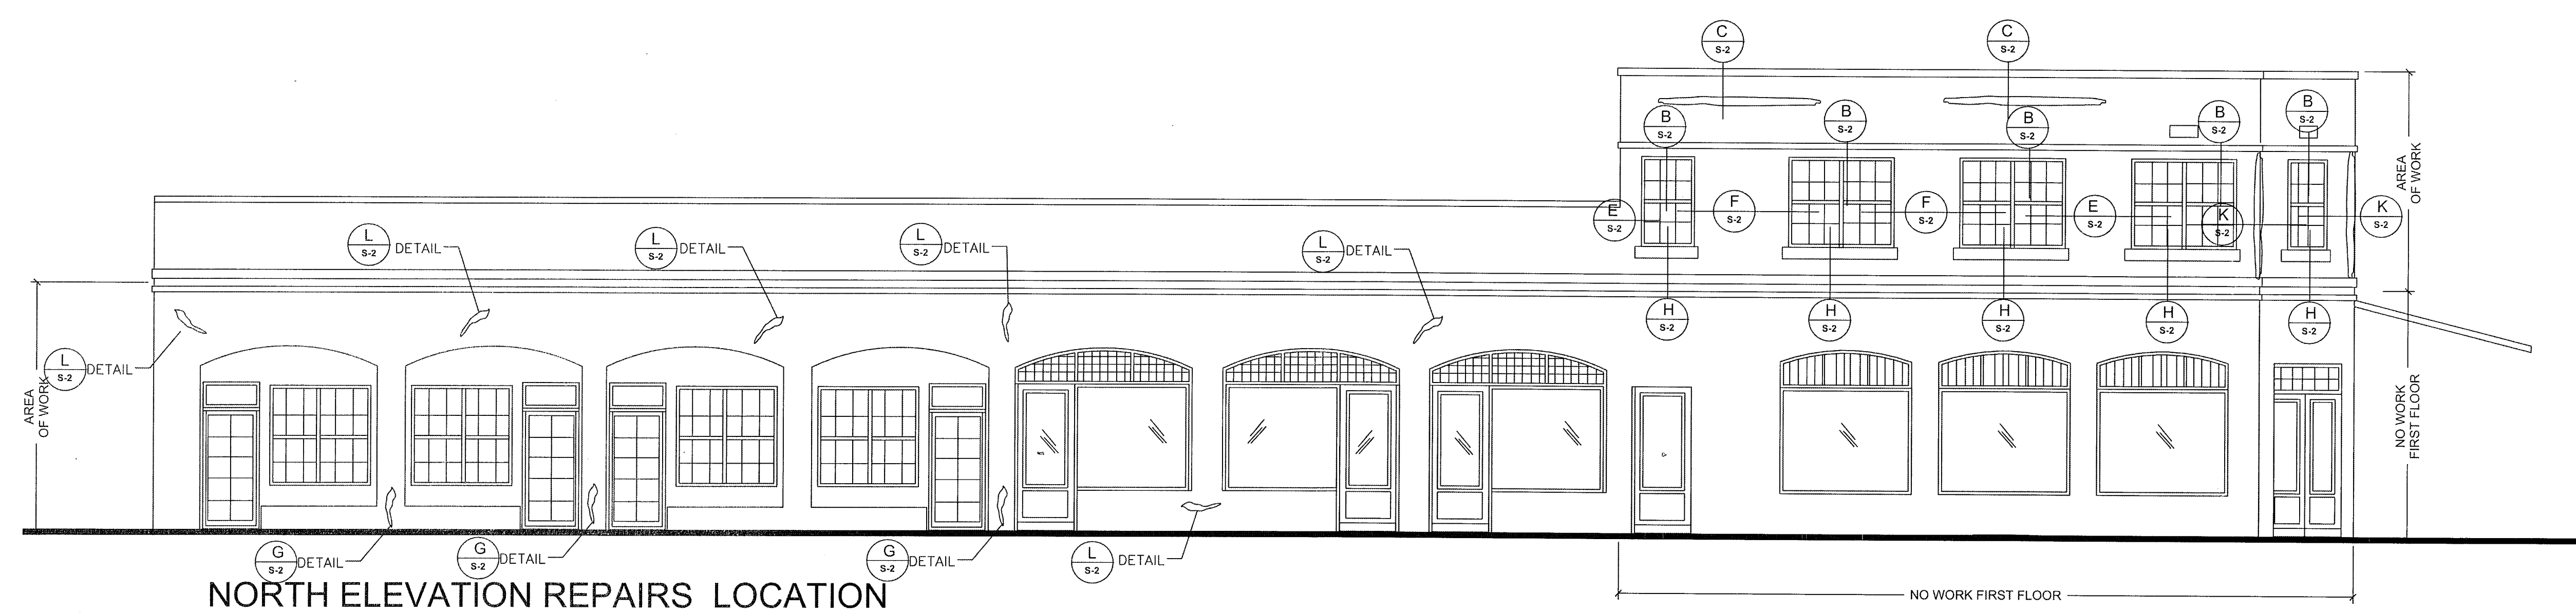 C
S-2
C
S-2
B
S-2
B
S-2
B
S-2
B
S-2
B
S-2
AREA
OF WORK
E
S-2
F
S-2
F
S-2
E
S-2
K
S-2
K
S-2
L
S-2
DETAIL
L
S-2
DETAIL
L
S-2
DETAIL
L
S-2
DETAIL
H
S-2
H
S-2
H
S-2
H
S-2
H
S-2
L
S-2
DETAIL
AREA
OF WORK
NO WORK
FIRST FLOOR
G
S-2
DETAIL
G
S-2
DETAIL
G
S-2
DETAIL
L
S-2
DETAIL
NORTH ELEVATION REPAIRS LOCATION
NO WORK FIRST FLOOR